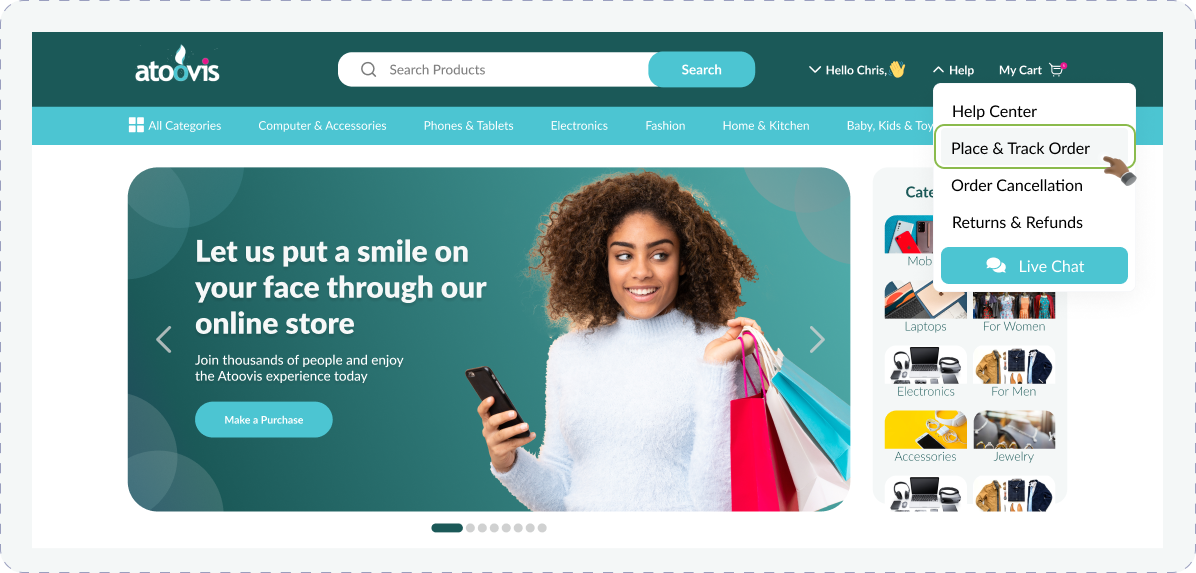 atoovis
Search Products
Search
Hello Chris,
Help
My Cart
All Categories
Computer & Accessories
Phones & Tablets
Electronics
Fashion
Home & Kitchen
Baby, Kids & Toy
Help Center
Place & Track Order
Order Cancellation
Returns & Refunds
Live Chat
Let us put a smile on
your face through our
online store
Join thousands of people and enjoy
the Atoovis experience today
Make a Purchase
Cate
Mob
Laptops
For Women
Electronics
For Men
Accessories
Jewelry